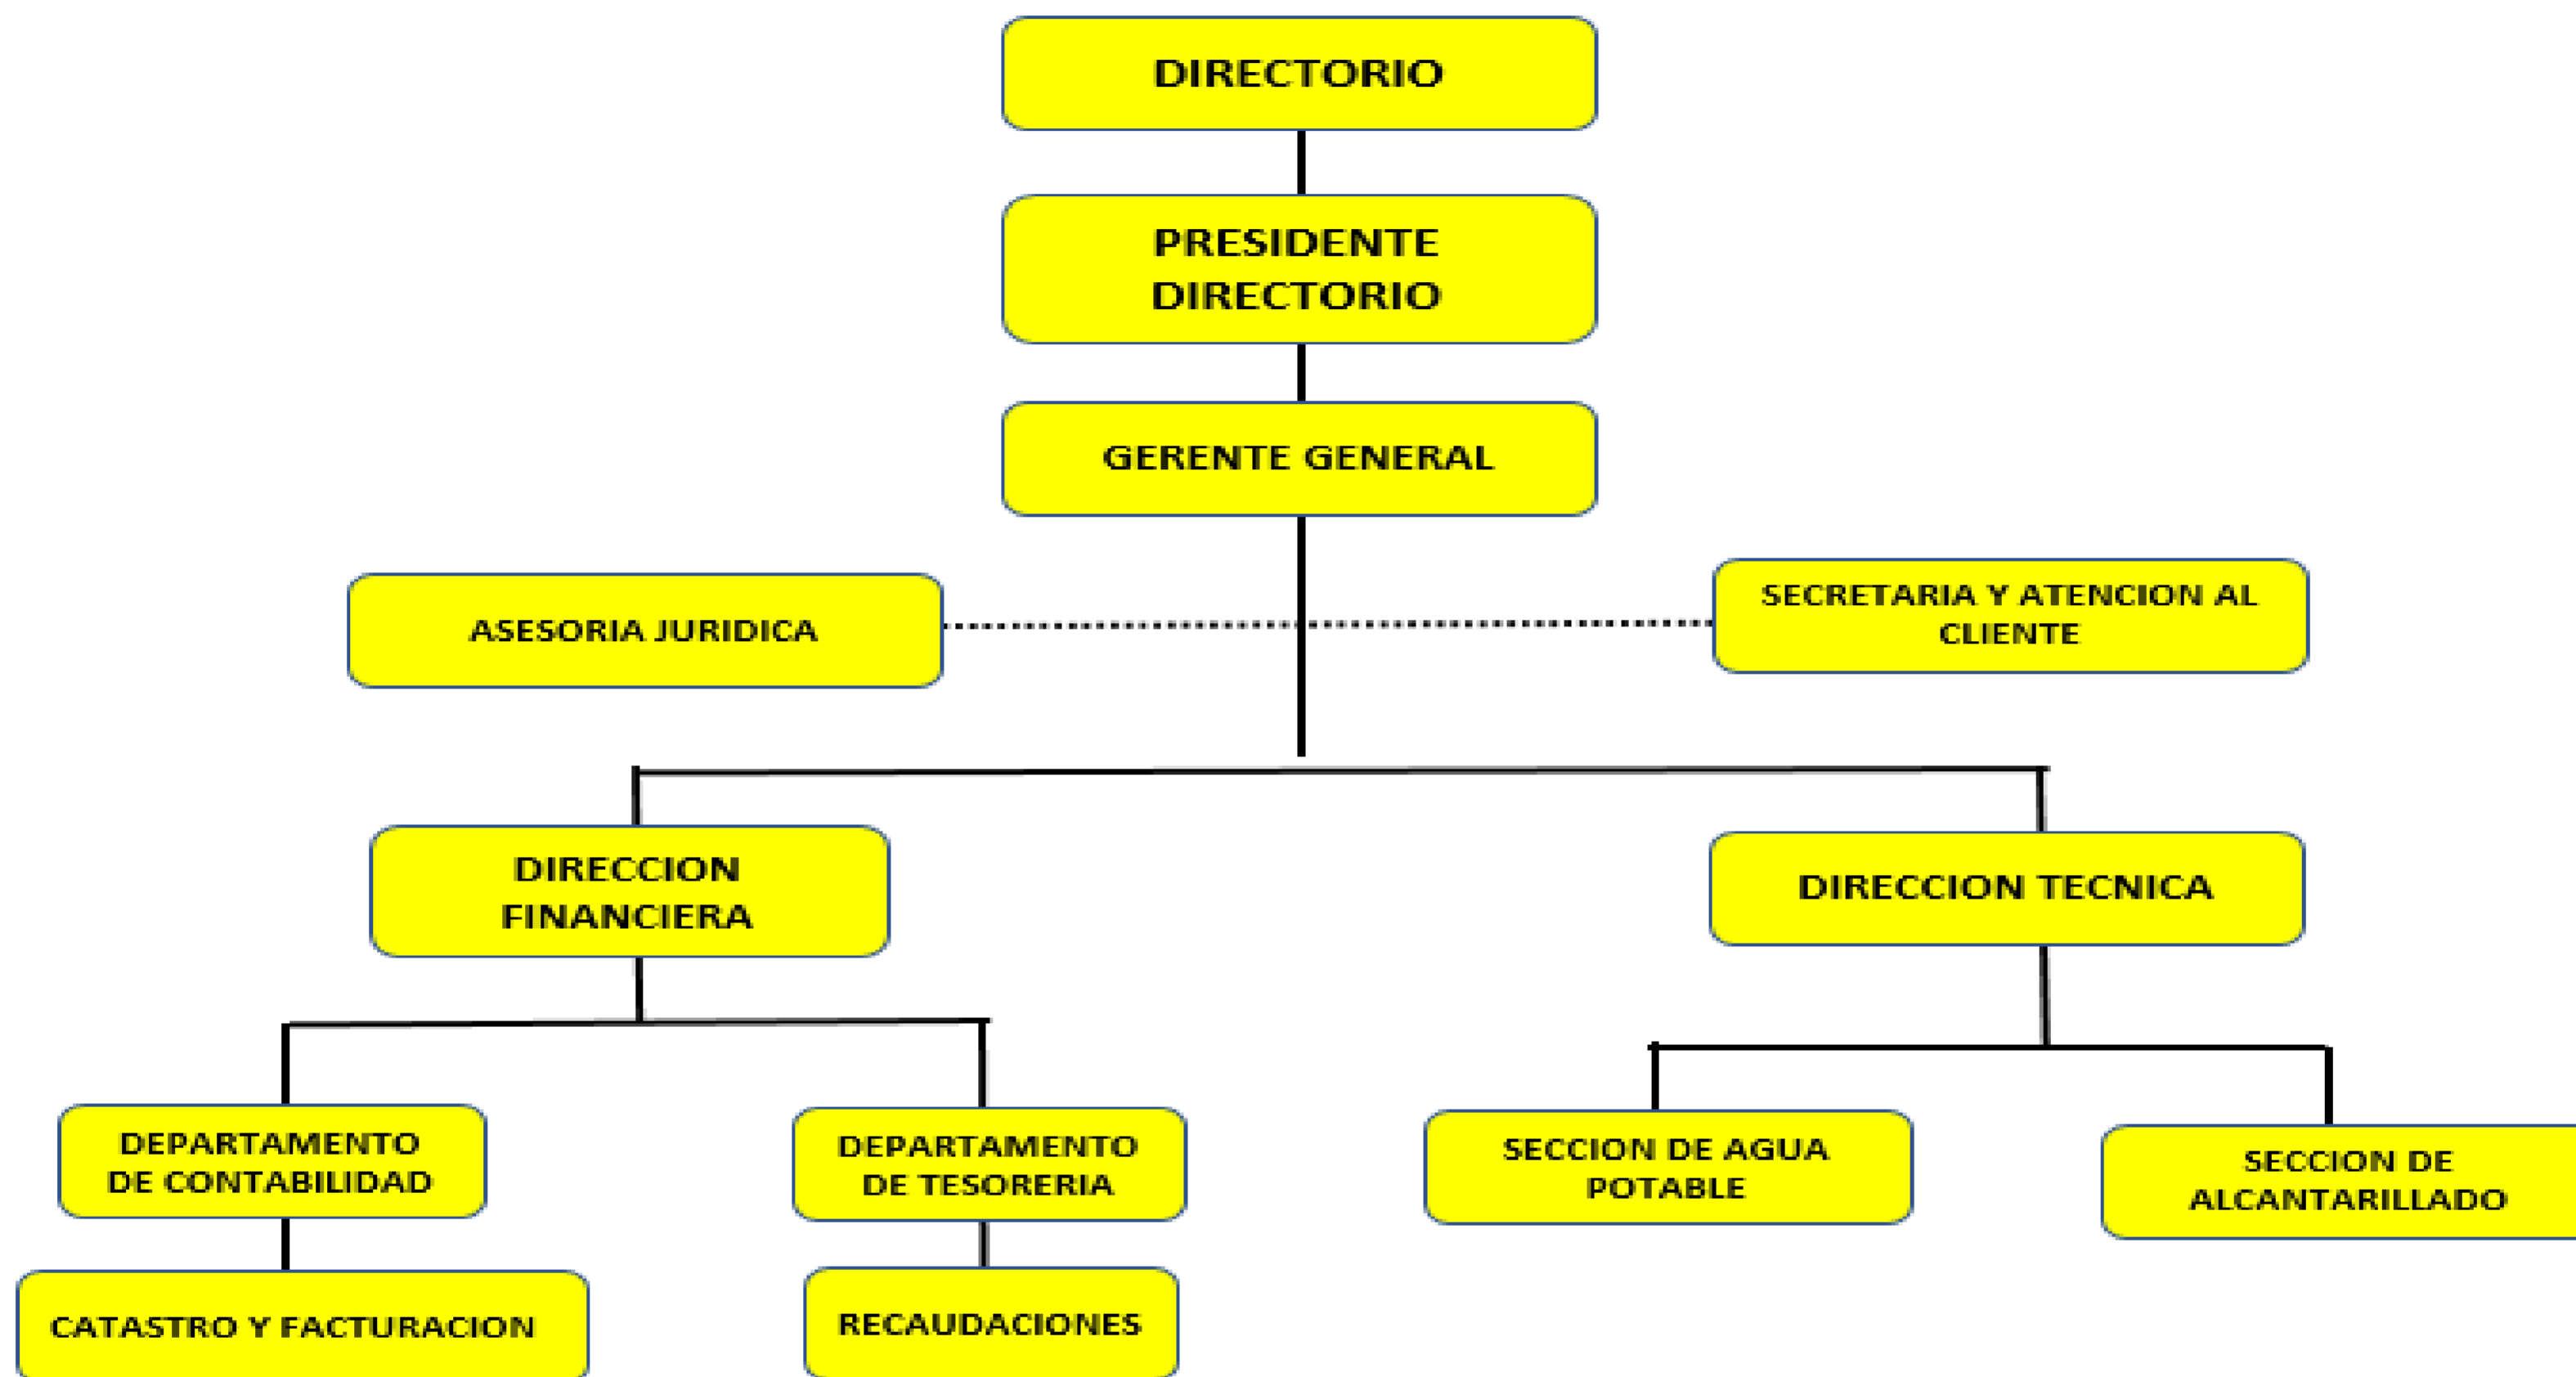 DIRECTORIO
PRESIDENTE
DIRECTORIO
GERENTE GENERAL
ASESORIA JURIDICA
SECRETARIA Y ATENCION AL
CLIENTE
DIRECCION
FINANCIERA
DIRECCION TECNICA
DEPARTAMENTO
DE CONTABILIDAD
DEPARTAMENTO
DE TESORERIA
SECCION DE AGUA
POTABLE
SECCION DE
ALCANTARILLADO
CATASTRO Y FACTURACION
RECAUDACIONES